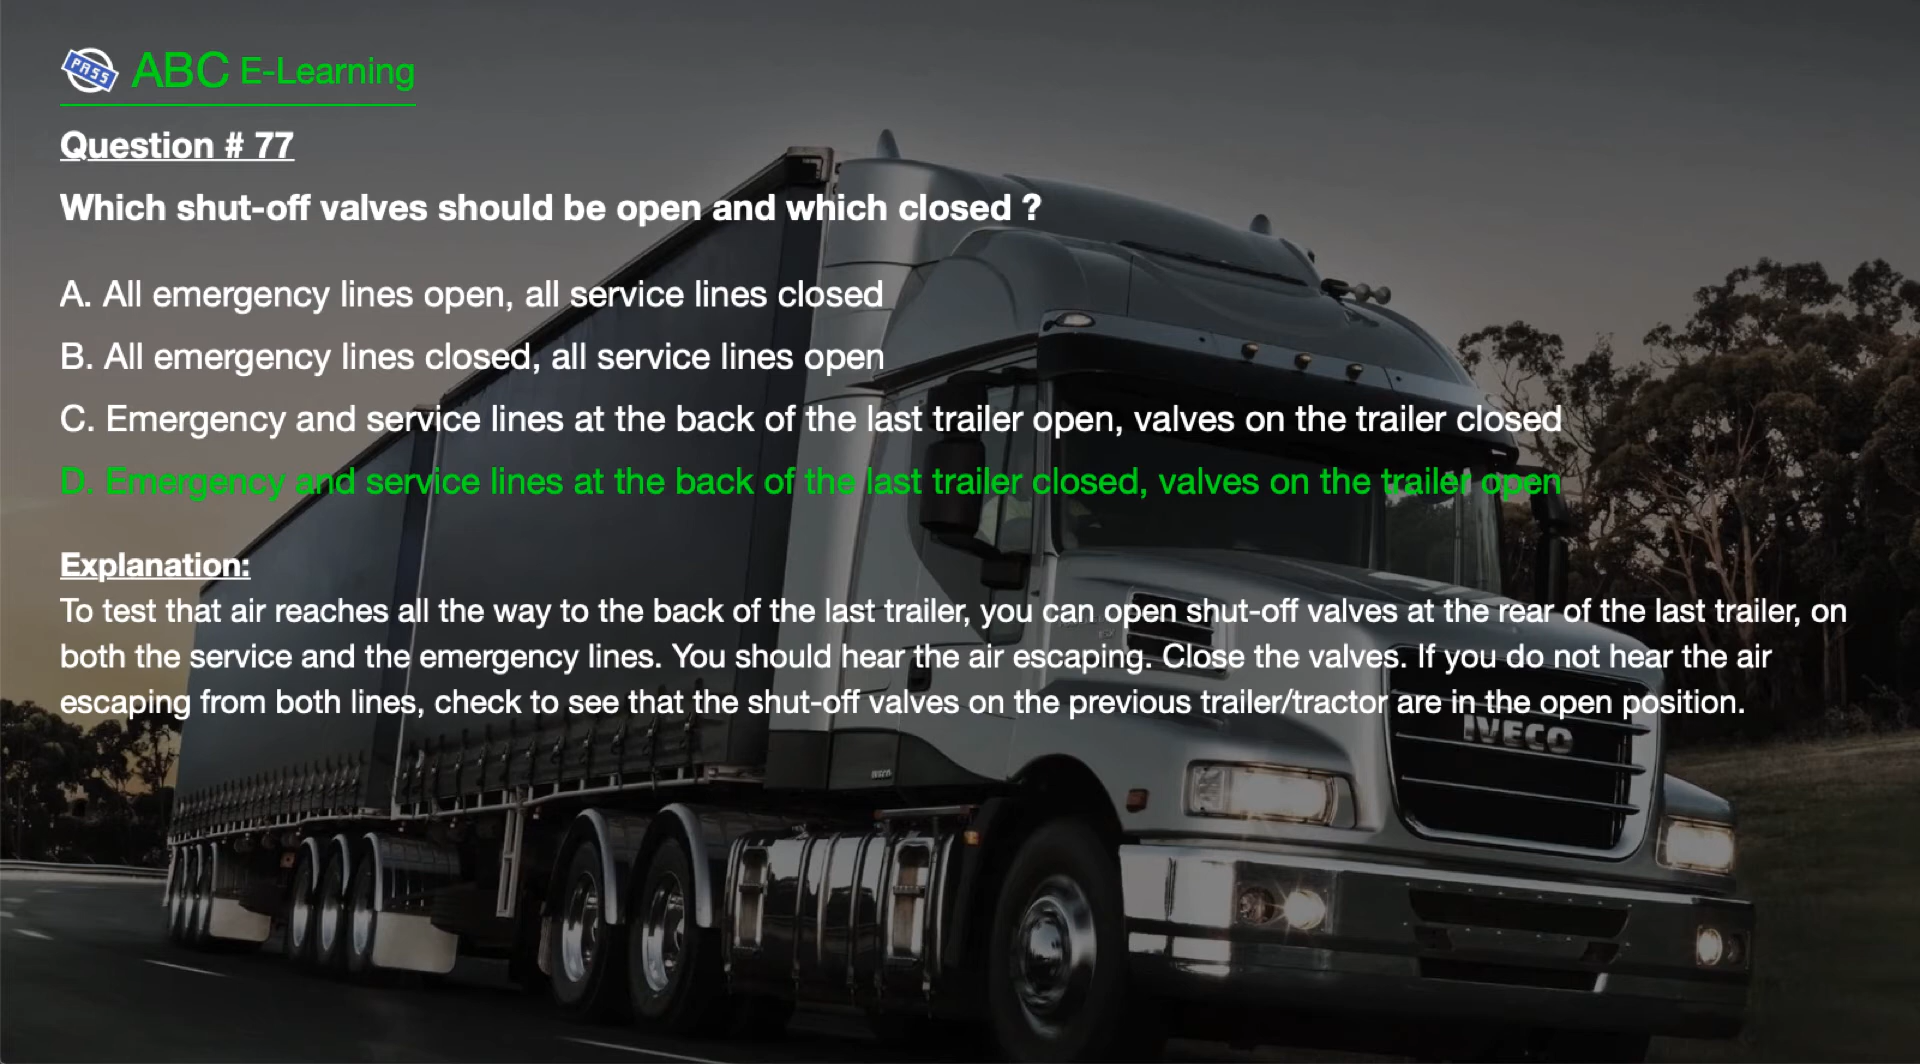 PASS ABC E-Learning
Question # 77
Which shut-off valves should be open and which closed ?
A. All emergency lines open, all service lines closed
B. All emergency lines closed, all service lines open
C. Emergency and service lines at the back of the last trailer open, valves on the trailer closed
D. Emergency and service lines at the back of the last trailer closed, valves on the trailer open
Explanation:
To test that air reaches all the way to the back of the last trailer, you can open shut-off valves at the rear of the last trailer, on
both the service and the emergency lines. You should hear the air escaping. Close the valves. If you do not hear the air
escaping from both lines, check to see that the shut-off valves on the previous trailer/tractor are in the open position.
IVECO